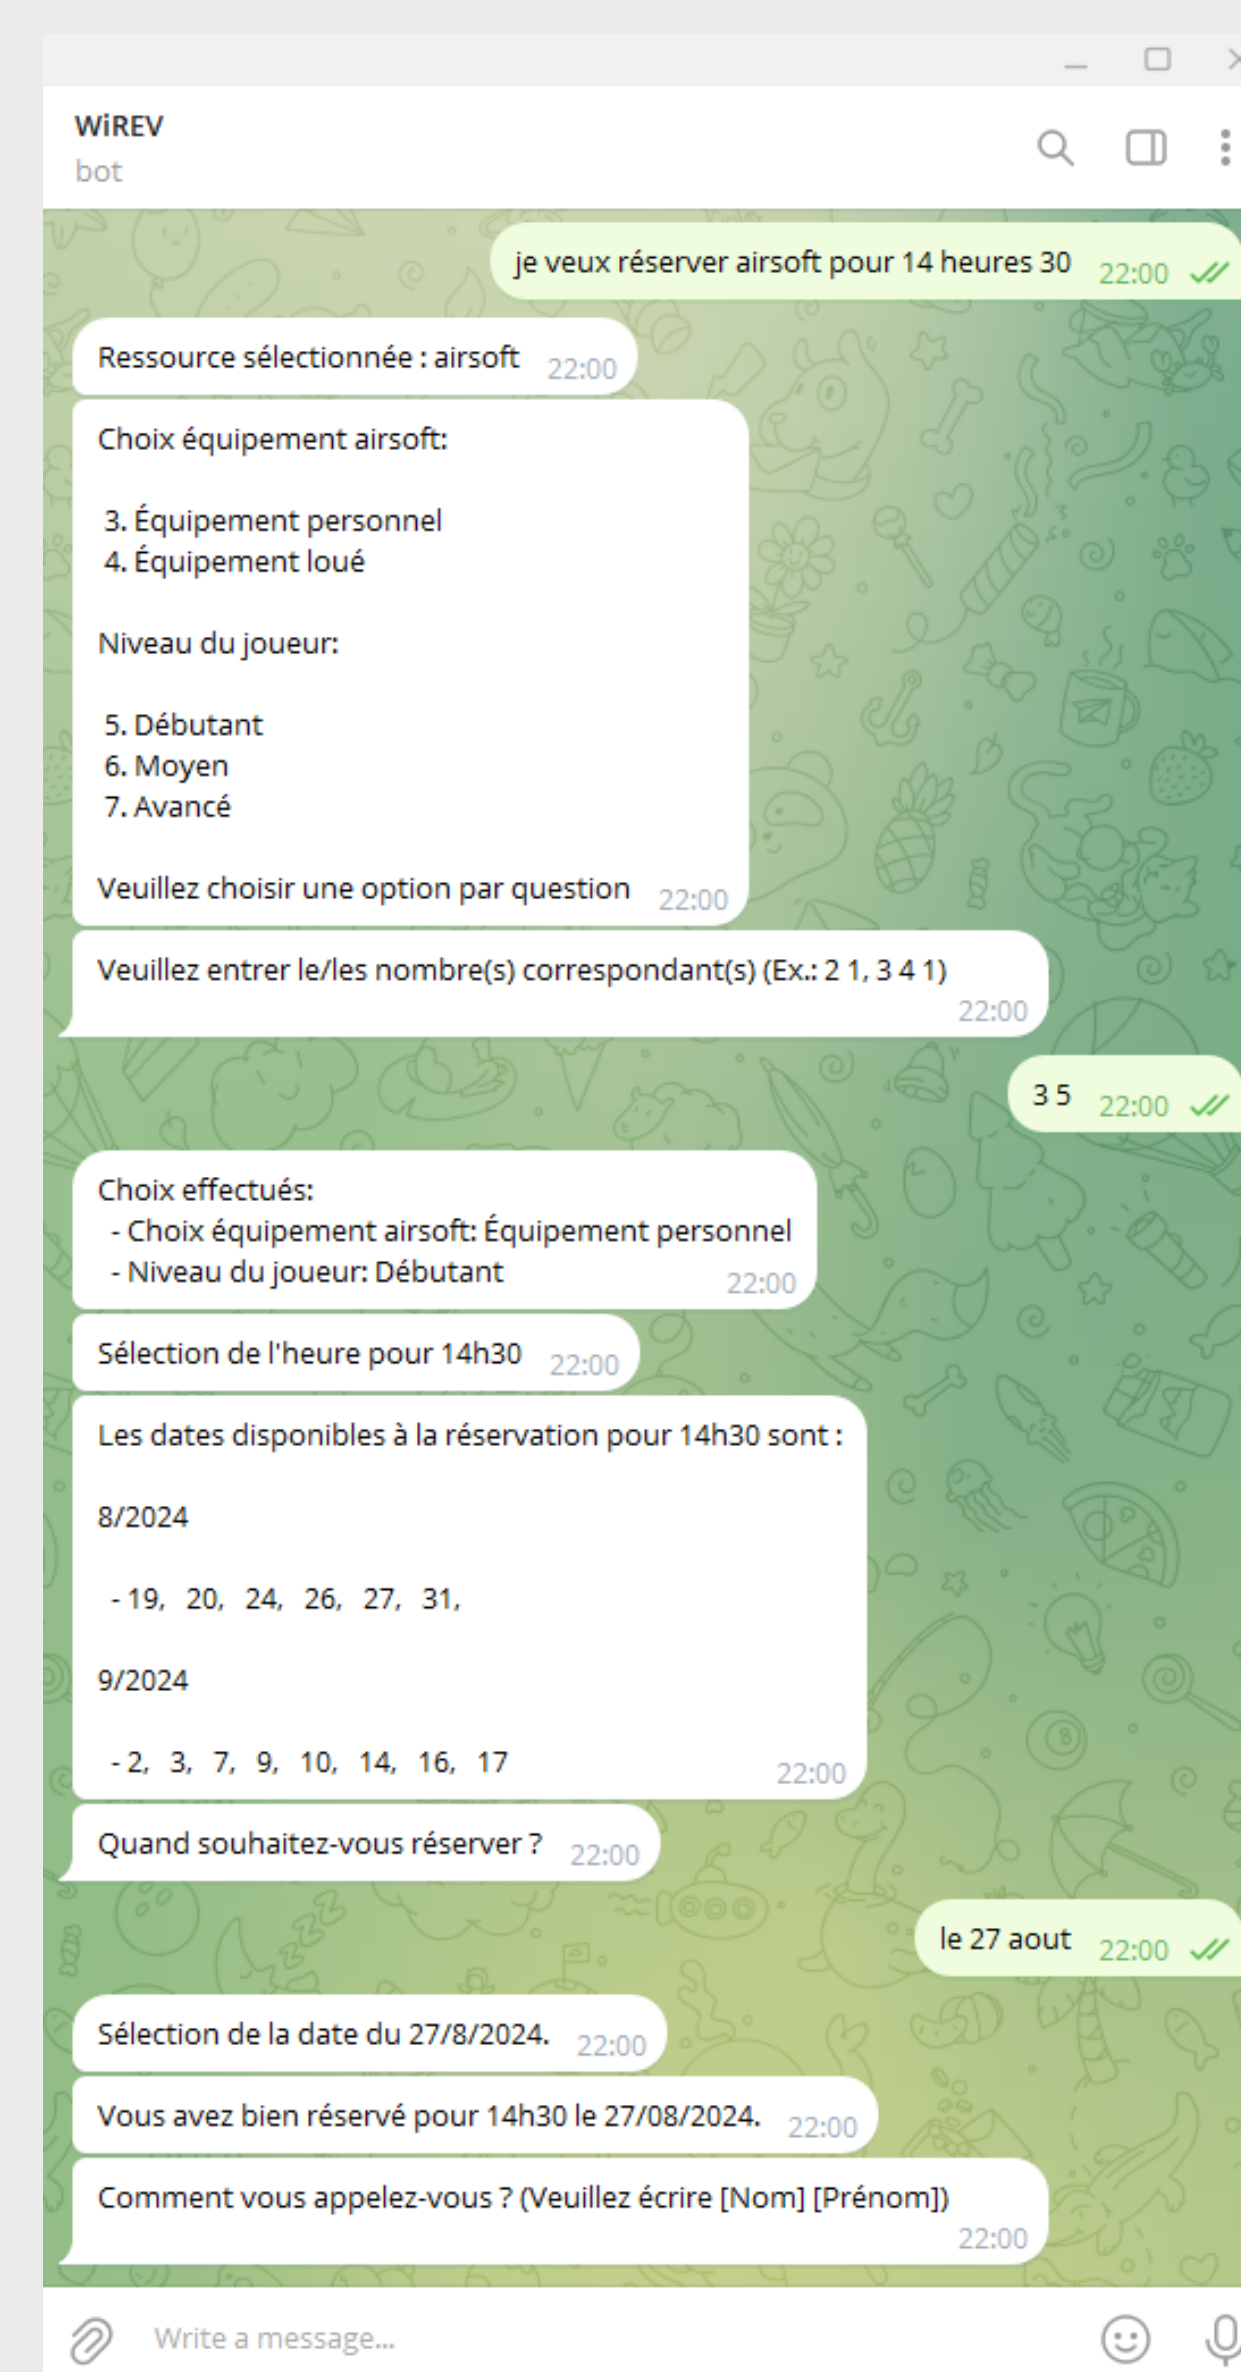 WiREV
bot
je veux réserver airsoft pour 14 heures 30 22:00
Ressource sélectionnée : airsoft 22:00
Choix équipement airsoft:
3. Équipement personnel
4. Équipement loué
Niveau du joueur:
5. Débutant
6. Moyen
7. Avancé
Veuillez choisir une option par question 22:00
Veuillez entrer le/les nombre(s) correspondant(s) (Ex.: 2 1, 3 4 1)
22:00
3 5 22:00
Choix effectués:
- Choix équipement airsoft: Équipement personnel
- Niveau du joueur: Débutant 22:00
Sélection de l'heure pour 14h30 22:00
Les dates disponibles à la réservation pour 14h30 sont :
8/2024
- 19, 20, 24, 26, 27, 31,
9/2024
- 2, 3, 7, 9, 10, 14, 16, 17 22:00
Quand souhaitez-vous réserver ? 22:00
le 27 aout 22:00
Sélection de la date du 27/8/2024. 22:00
Vous avez bien réservé pour 14h30 le 27/08/2024. 22:00
Comment vous appelez-vous ? (Veuillez écrire [Nom] [Prénom])
22:00
Write a message...